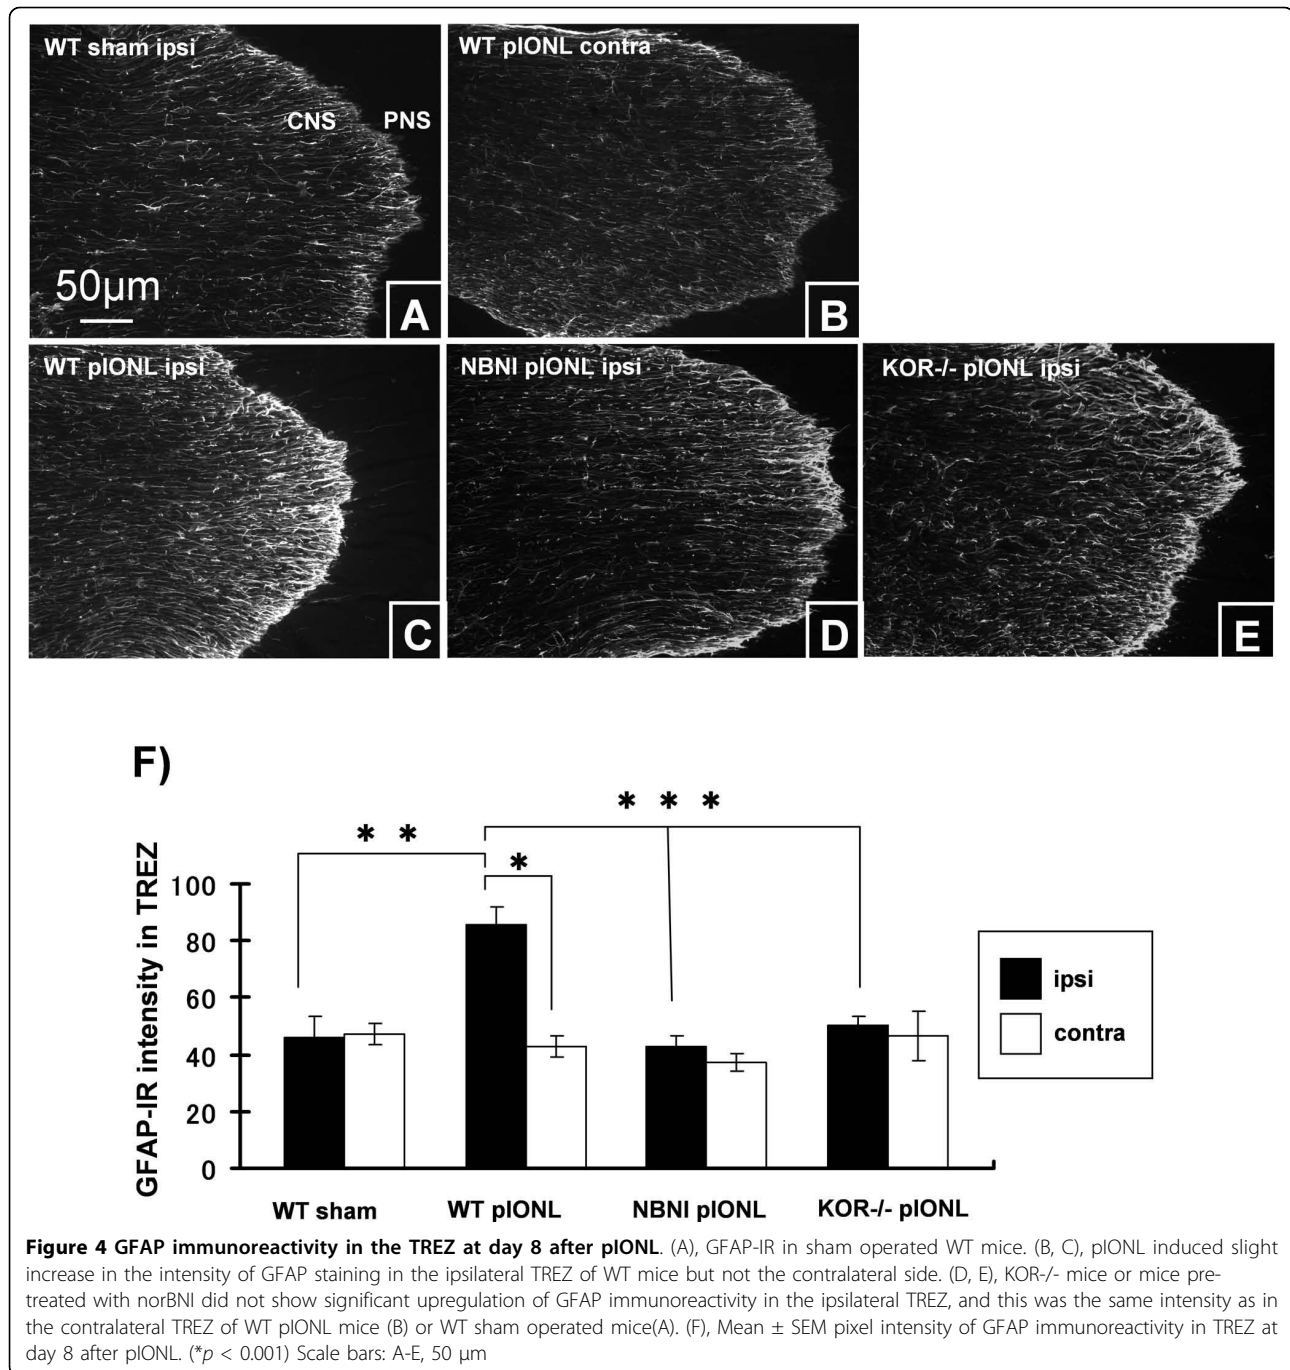 WT sham ipsi
CNS PNS
50µm
A
WT pIONL contra
B
WT pIONL ipsi
C
NBNI pIONL ipsi
D
KOR-/- pIONL ipsi
E
F)
* * *
* *
*
GFAP-IR intensity in TREZ
100
80
60
40
20
0
ipsi
contra
WT sham WT pIONL NBNI pIONL KOR-/- pIONL
Figure 4 GFAP immunoreactivity in the TREZ at day 8 after pIONL. (A), GFAP-IR in sham operated WT mice. (B, C), pIONL induced slight
increase in the intensity of GFAP staining in the ipsilateral TREZ of WT mice but not the contralateral side. (D, E), KOR-/- mice or mice pre-
treated with norBNI did not show significant upregulation of GFAP immunoreactivity in the ipsilateral TREZ, and this was the same intensity as in
the contralateral TREZ of WT pIONL mice (B) or WT sham operated mice(A). (F), Mean ± SEM pixel intensity of GFAP immunoreactivity in TREZ at
day 8 after pIONL. (*p < 0.001) Scale bars: A-E, 50 µm